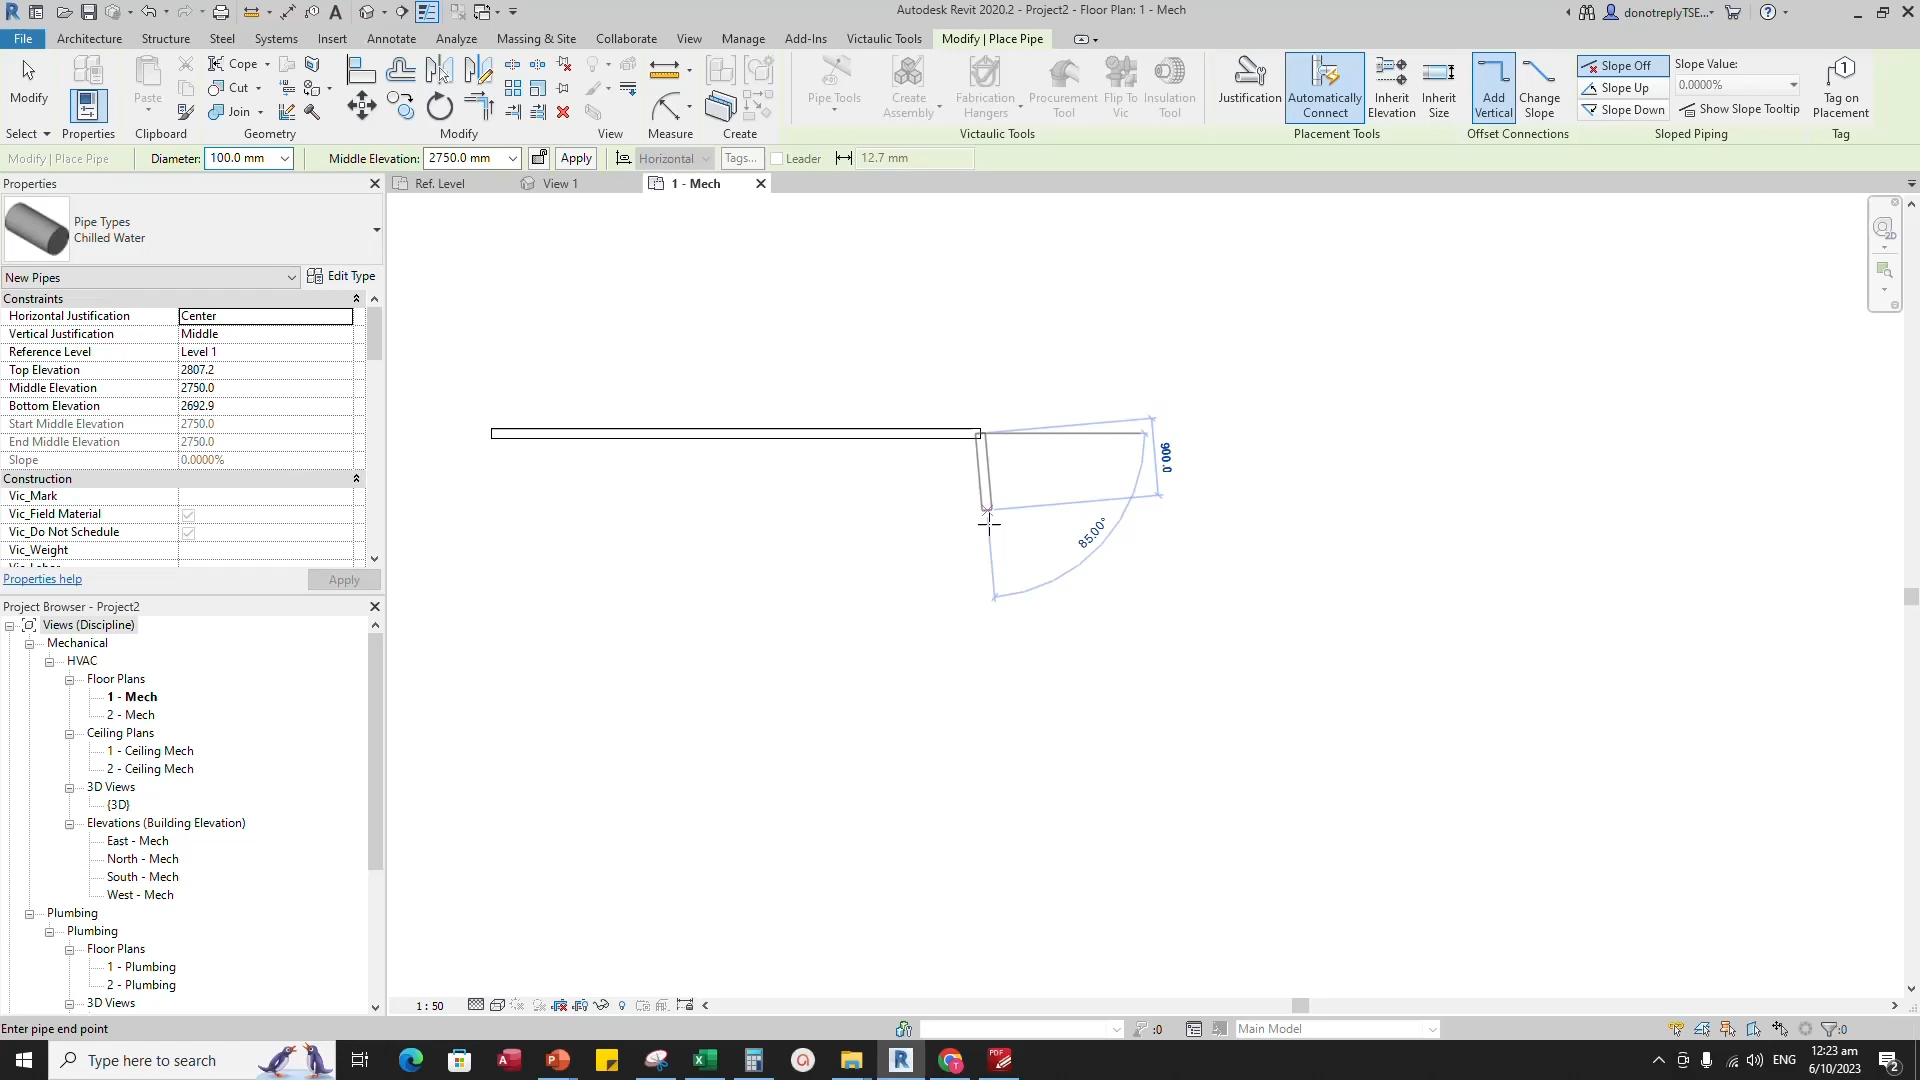 Autodesk Revit 2020.2 - Project2 - Floor Plan: 1 - Mech
donotreplyTSE...
File Architecture Structure Steel Systems Insert Annotate Analyze Massing & Site Collaborate View Manage Add-Ins Victaulic Tools Modify | Place Pipe
Modify
Paste
Cope
Cut
Join
Pipe Tools
Create Assembly
Fabrication Hangers
Procurement Tool
Flip To Vic
Insulation Tool
Justification
Automatically Connect
Inherit Elevation
Inherit Size
Add Vertical
Change Slope
Slope Off
Slope Up
Slope Down
Slope Value:
0.0000%
Show Slope Tooltip
Tag on Placement
Select Properties Clipboard Geometry Modify View Measure Create Victaulic Tools Placement Tools Offset Connections Sloped Piping Tag
Modify | Place Pipe Diameter: 100.0 mm Middle Elevation: 2750.0 mm Apply Horizontal Tags... Leader 12.7 mm
Properties
Ref. Level View 1 1 - Mech
Pipe Types
Chilled Water
New Pipes Edit Type
Constraints
Horizontal Justification Center
Vertical Justification Middle
Reference Level Level 1
Top Elevation 2807.2
Middle Elevation 2750.0
Bottom Elevation 2692.9
Start Middle Elevation 2750.0
End Middle Elevation 2750.0
Slope 0.0000%
Construction
Vic_Mark
Vic_Field Material
Vic_Do Not Schedule
Vic_Weight
Properties help Apply
900.0
85.00°
Project Browser - Project2
Views (Discipline)
Mechanical
HVAC
Floor Plans
1 - Mech
2 - Mech
Ceiling Plans
1 - Ceiling Mech
2 - Ceiling Mech
3D Views
{3D}
Elevations (Building Elevation)
East - Mech
North - Mech
South - Mech
West - Mech
Plumbing
Plumbing
Floor Plans
1 - Plumbing
2 - Plumbing
3D Views
1 : 50
Enter pipe end point
:0
Main Model
:0
Type here to search
ENG
12:23 am
6/10/2023
2